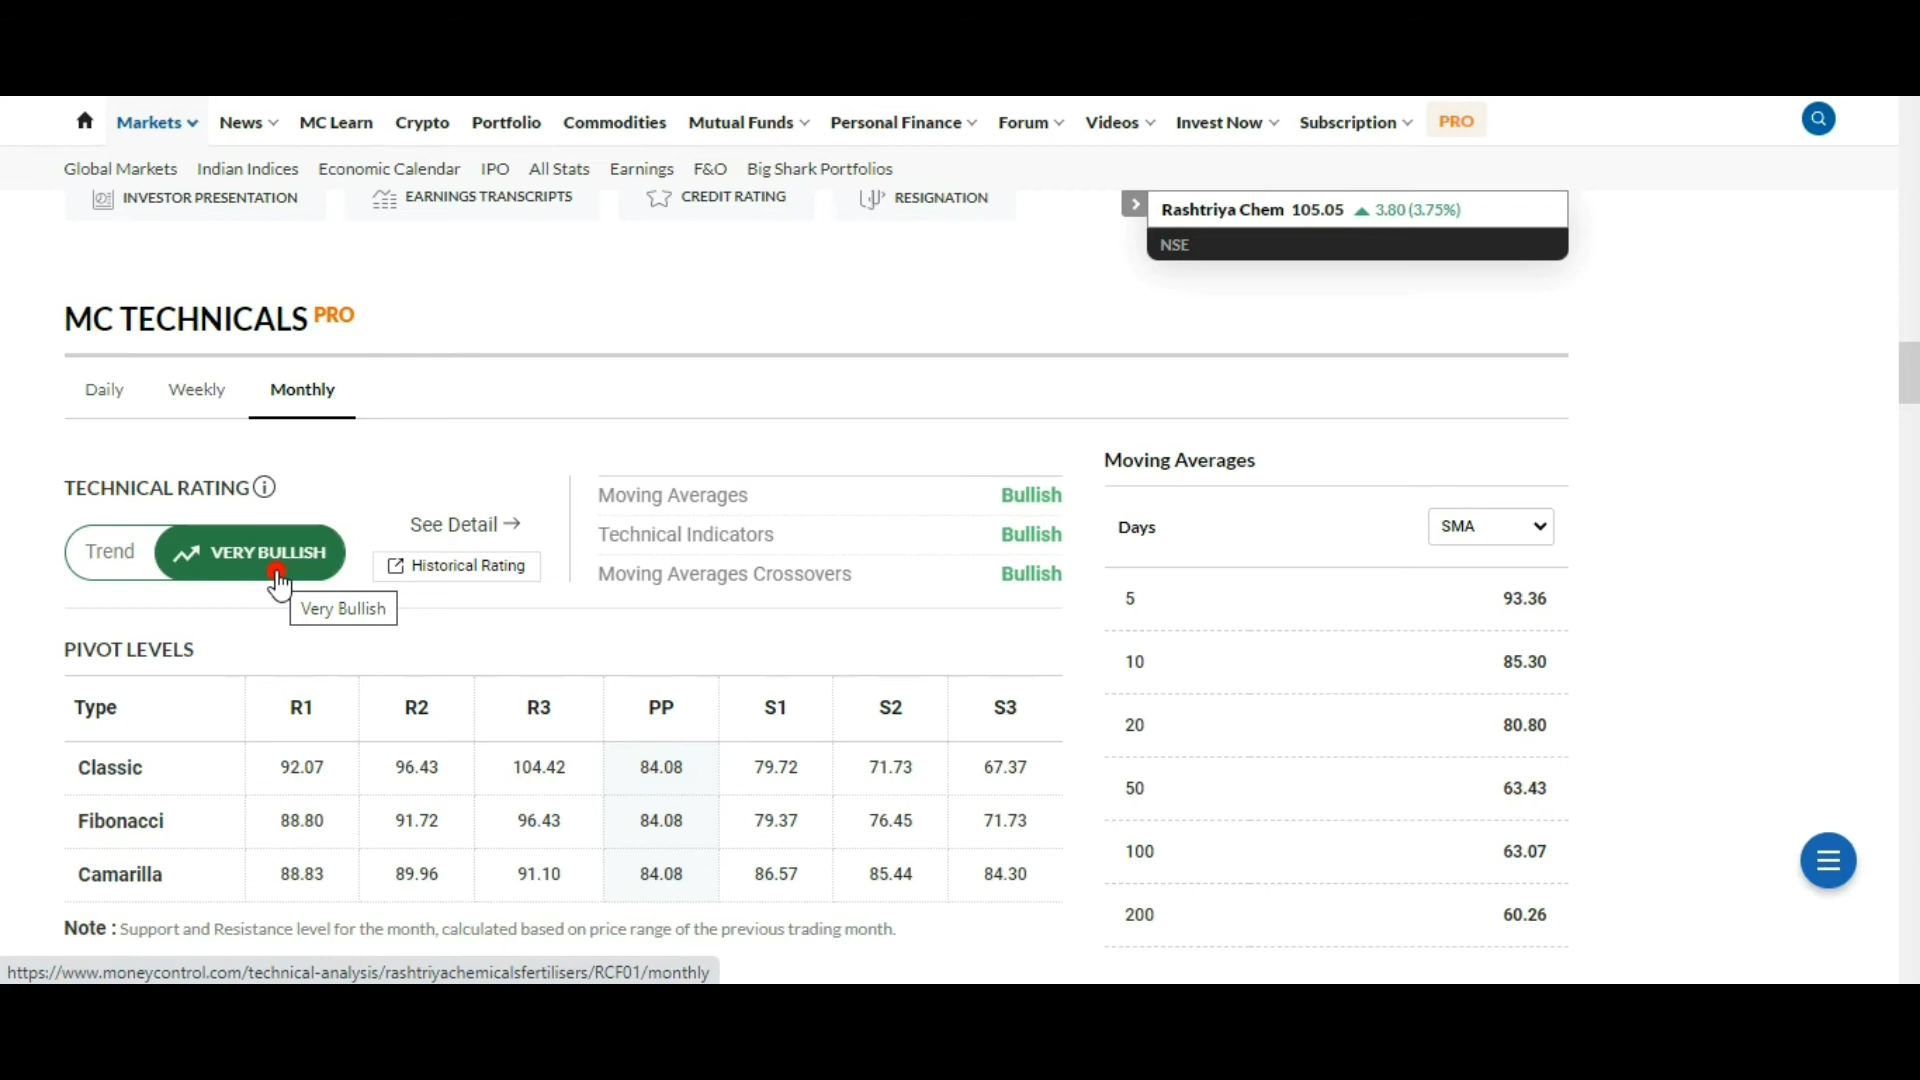 Markets News MC Learn Crypto Portfolio Commodities Mutual Funds Personal Finance Forum Videos Invest Now Subscription PRO
Global Markets Indian Indices Economic Calendar IPO All Stats Earnings F&O Big Shark Portfolios
INVESTOR PRESENTATION EARNINGS TRANSCRIPTS CREDIT RATING RESIGNATION
Rashtriya Chem 105.05 3.80 (3.75%)
NSE
MC TECHNICALS PRO
Daily Weekly Monthly
TECHNICAL RATING
Trend VERY BULLISH
Very Bullish
See Detail
Historical Rating
Moving Averages Bullish
Technical Indicators Bullish
Moving Averages Crossovers Bullish
PIVOT LEVELS
Type R1 R2 R3 PP S1 S2 S3
Classic 92.07 96.43 104.42 84.08 79.72 71.73 67.37
Fibonacci 88.80 91.72 96.43 84.08 79.37 76.45 71.73
Camarilla 88.83 89.96 91.10 84.08 86.57 85.44 84.30
Note : Support and Resistance level for the month, calculated based on price range of the previous trading month.
Moving Averages
Days SMA
5 93.36
10 85.30
20 80.80
50 63.43
100 63.07
200 60.26
https://www.moneycontrol.com/technical-analysis/rashtriyachemicalsfertilisers/RCF01/monthly